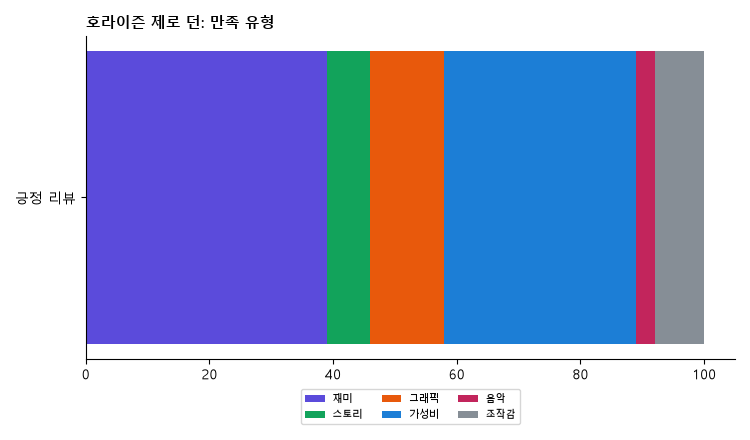 호라이즌 제로 던: 만족 유형
긍정 리뷰
0 20 40 60 80 100
재미 그래픽 음악
스토리 가성비 조작감